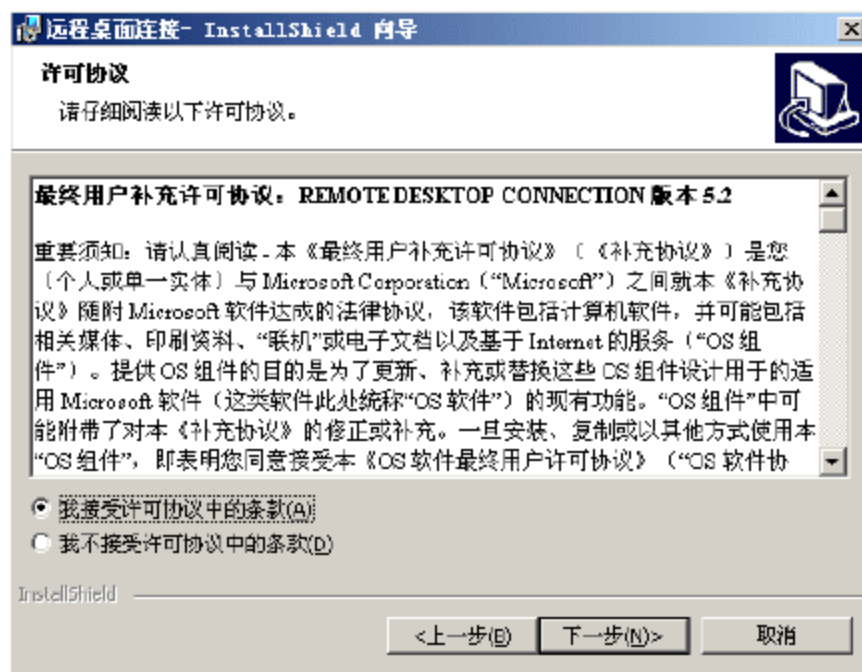 远程桌面连接- InstallShield 向导
许可协议
请仔细阅读以下许可协议。
最终用户补充许可协议：REMOTE DESKTOP CONNECTION 版本 5.2
重要须知：请认真阅读 - 本《最终用户补充许可协议》（《补充协议》）是您
（个人或单一实体）与 Microsoft Corporation（“Microsoft”）之间就本《补充协
议》随附 Microsoft 软件达成的法律协议，该软件包括计算机软件，并可能包括
相关媒体、印刷资料、“联机”或电子文档以及基于 Internet 的服务（“OS 组
件”）。提供 OS 组件的目的是为了更新、补充或替换这些 OS 组件设计用于的适
用 Microsoft 软件（这类软件此处统称“OS 软件”）的现有功能。“OS 组件”中可
能附带了对本《补充协议》的修正或补充。一旦安装、复制或以其他方式使用本
“OS 组件”，即表明您同意接受本《OS 软件最终用户许可协议》（“OS 软件协
我接受许可协议中的条款(A)
我不接受许可协议中的条款(D)
InstallShield
<上一步(B) 下一步(N)> 取消